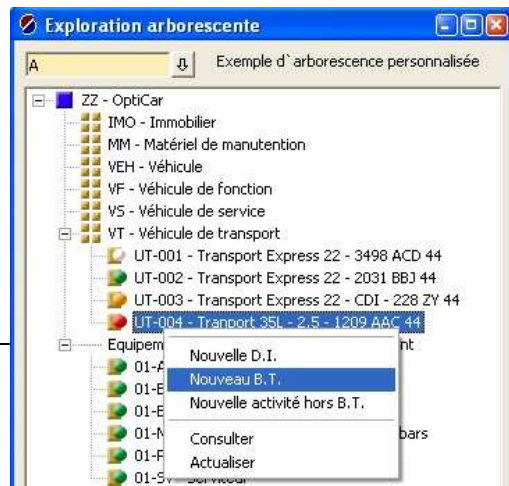 Exploration arborescente
A
Exemple d`arborescence personnalisée
ZZ - OptiCar
IMO - Immobilier
MM - Matériel de manutention
VEH - Véhicule
VF - Véhicule de fonction
VS - Véhicule de service
VT - Véhicule de transport
UT-001 - Transport Express 22 - 3498 ACD 44
UT-002 - Transport Express 22 - 2031 BBJ 44
UT-003 - Transport Express 22 - CDI - 228 ZY 44
UT-004 - Tranport 35L - 2.5 - 1209 AAC 44
Nouvelle D.I.
Nouveau B.T.
Nouvelle activité hors B.T.
bars
Consulter
Actualiser